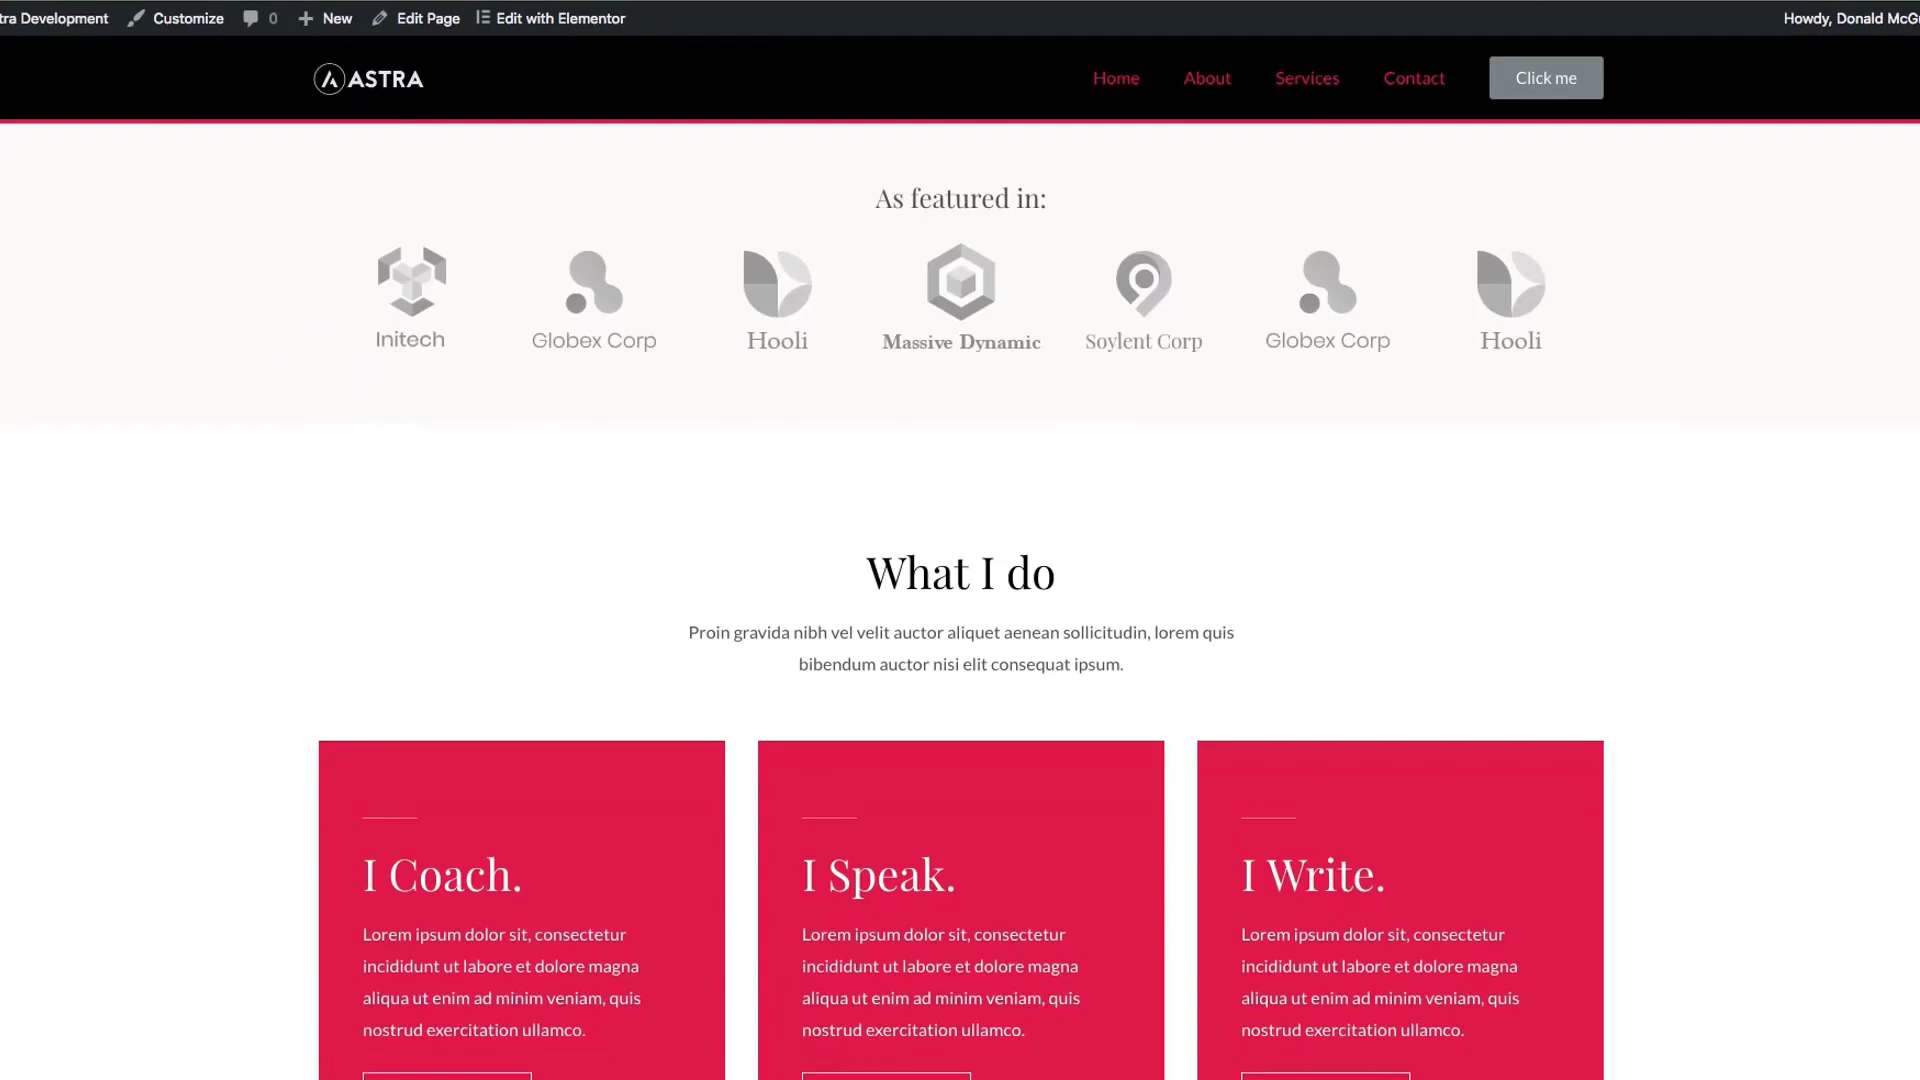 tra Development Customize 0 New Edit Page Edit with Elementor Howdy, Donald McG
ASTRA Home About Services Contact Click me
As featured in:
Initech Globex Corp Hooli Massive Dynamic Soylent Corp Globex Corp Hooli
What I do
Proin gravida nibh vel velit auctor aliquet aenean sollicitudin, lorem quis
bibendum auctor nisi elit consequat ipsum.
I Coach.
Lorem ipsum dolor sit, consectetur
incididunt ut labore et dolore magna
aliqua ut enim ad minim veniam, quis
nostrud exercitation ullamco.
I Speak.
Lorem ipsum dolor sit, consectetur
incididunt ut labore et dolore magna
aliqua ut enim ad minim veniam, quis
nostrud exercitation ullamco.
I Write.
Lorem ipsum dolor sit, consectetur
incididunt ut labore et dolore magna
aliqua ut enim ad minim veniam, quis
nostrud exercitation ullamco.